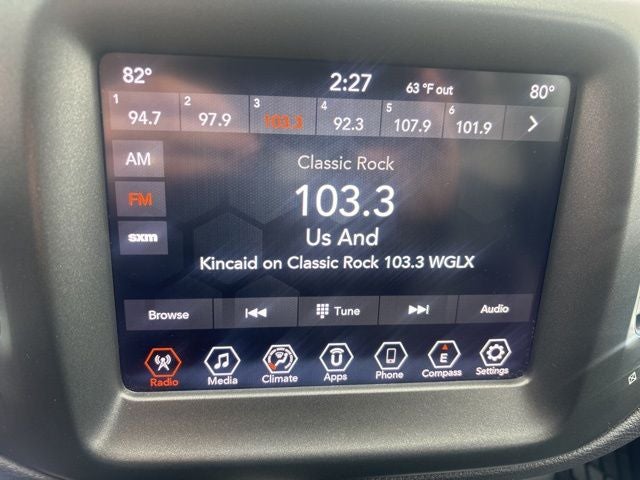 82° 2:27 63 °F out 80°
1 2 3 4 5 6
94.7 97.9 103.3 92.3 107.9 101.9 >
AM
FM
sxm
Classic Rock
103.3
Us And
Kincaid on Classic Rock 103.3 WGLX
Browse Tune Audio
E
Radio Media Climate Apps Phone Compass Settings